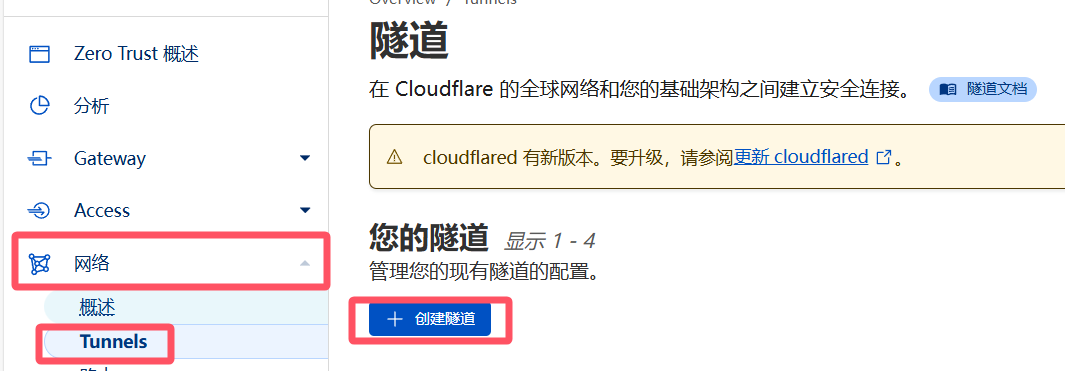 Overview / Tunnels
隧道
在 Cloudflare 的全球网络和您的基础架构之间建立安全连接。 隧道文档
cloudflared 有新版本。要升级，请参阅更新 cloudflared 。
您的隧道 显示 1 - 4
管理您的现有隧道的配置。
+ 创建隧道
Zero Trust 概述
分析
Gateway
Access
网络
概述
Tunnels